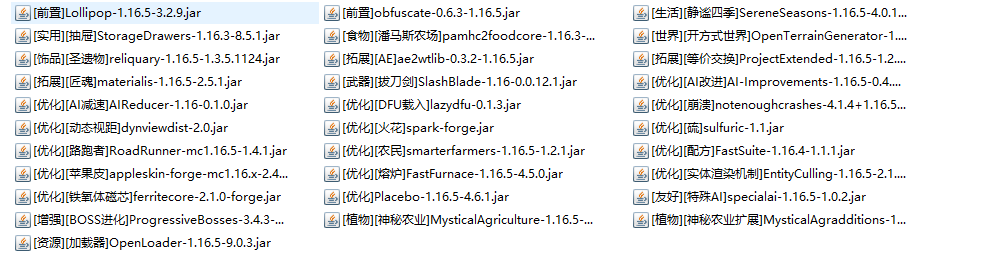 [前置]Lollipop-1.16.5-3.2.9.jar
[前置]obfuscate-0.6.3-1.16.5.jar
[生活][静谧四季]SereneSeasons-1.16.5-4.0.1...
[实用][抽屉]StorageDrawers-1.16.3-8.5.1.jar
[食物][潘马斯农场]pamhc2foodcore-1.16.3-...
[世界][开方式世界]OpenTerrainGenerator-1....
[饰品][圣遗物]reliquary-1.16.5-1.3.5.1124.jar
[拓展][AE]ae2wtlib-0.3.2-1.16.5.jar
[拓展][等价交换]ProjectExtended-1.16.5-1.2....
[拓展][匠魂]materialis-1.16.5-2.5.1.jar
[武器][拔刀剑]SlashBlade-1.16-0.0.12.1.jar
[优化][AI改进]AI-Improvements-1.16.5-0.4....
[优化][AI减速]AIReducer-1.16-0.1.0.jar
[优化][DFU载入]lazydfu-0.1.3.jar
[优化][崩溃]notenoughcrashes-4.1.4+1.16.5...
[优化][动态视距]dynviewdist-2.0.jar
[优化][火花]spark-forge.jar
[优化][硫]sulfuric-1.1.jar
[优化][路跑者]RoadRunner-mc1.16.5-1.4.1.jar
[优化][农民]smarterfarmers-1.16.5-1.2.1.jar
[优化][配方]FastSuite-1.16.4-1.1.1.jar
[优化][苹果皮]appleskin-forge-mc1.16.x-2.4...
[优化][熔炉]FastFurnace-1.16.5-4.5.0.jar
[优化][实体渲染机制]EntityCulling-1.16.5-2.1....
[优化][铁氧体磁芯]ferritecore-2.1.0-forge.jar
[优化]Placebo-1.16.5-4.6.1.jar
[友好][特殊AI]specialai-1.16.5-1.0.2.jar
[增强][BOSS进化]ProgressiveBosses-3.4.3-...
[植物][神秘农业]MysticalAgriculture-1.16.5-...
[植物][神秘农业扩展]MysticalAgradditions-1...
[资源][加载器]OpenLoader-1.16.5-9.0.3.jar